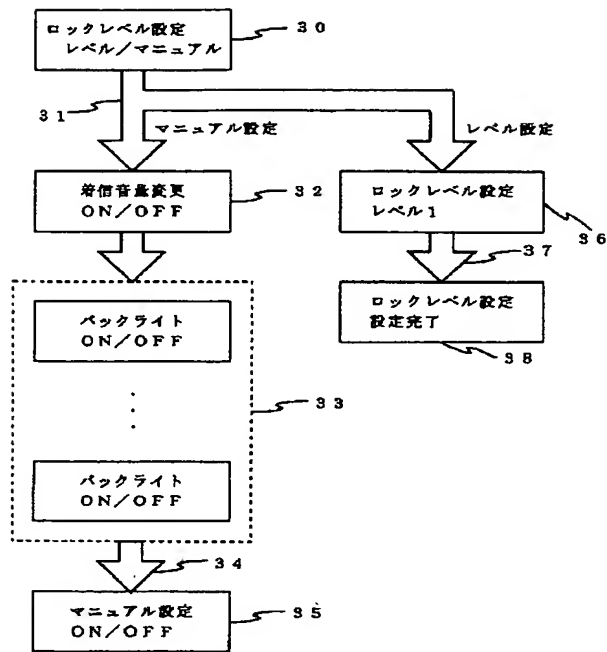 ロックレベル設定
レベル／マニュアル
３０
３１
マニュアル設定
レベル設定
着信音量変更
ＯＮ／ＯＦＦ
３２
ロックレベル設定
レベル１
３６
３７
バックライト
ＯＮ／ＯＦＦ
ロックレベル設定
設定完了
３８
３３
バックライト
ＯＮ／ＯＦＦ
３４
マニュアル設定
ＯＮ／ＯＦＦ
３５